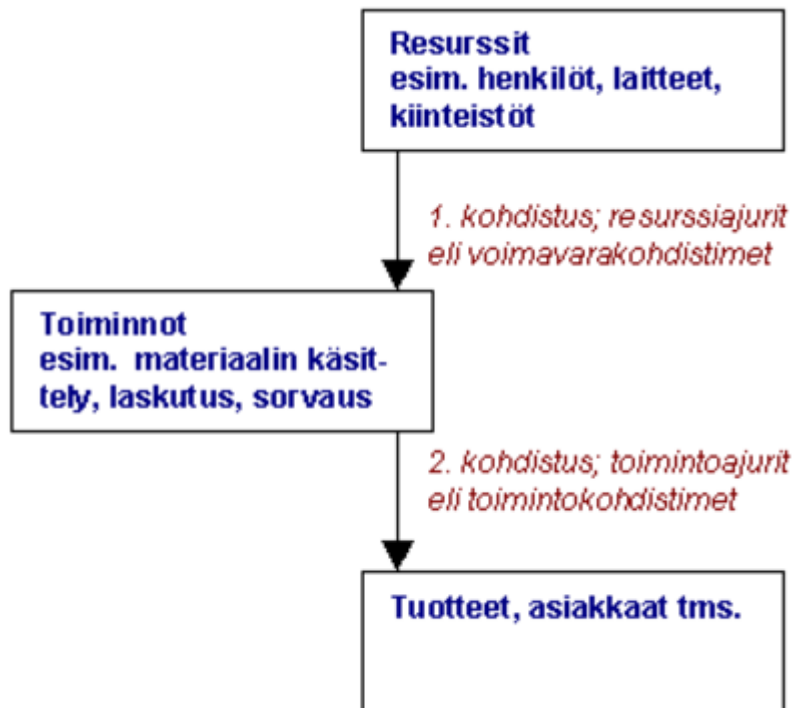 Resurssit
esim. henkilöt, laitteet,
kiinteistöt
1. kohdistus; resurssiajurit
eli voimavarakohdistimet
Toiminnot
esim. materiaalin käsit-
tely, laskutus, sorvaus
2. kohdistus; toimintoajurit
eli toimintokohdistimet
Tuotteet, asiakkaat tms.